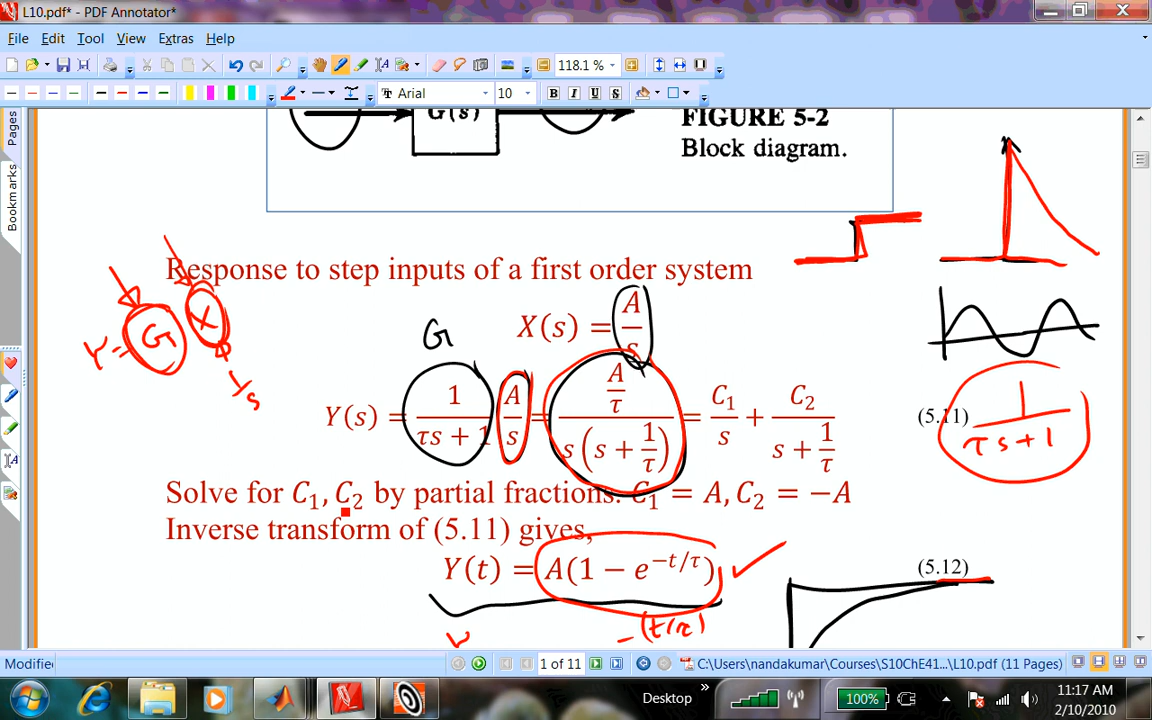 L10.pdf* - PDF Annotator*
File Edit Tool View Extras Help
118.1 %
Arial 10 B I U S
Pages
Bookmarks
G(s)
FIGURE 5-2
Block diagram.
Response to step inputs of a first order system
X(s) = A/s
G
Y = G X
1/s
Y(s) = 1/(τs + 1) A/s = (A/τ)/(s(s + 1/τ)) = C₁/s + C₂/(s + 1/τ) (5.11)
1/(τs+1)
Solve for C₁, C₂ by partial fractions. C₁ = A, C₂ = −A
Inverse transform of (5.11) gives,
Y(t) = A(1 − e^{−t/τ}) (5.12)
-(t/τ)
Modifie
1 of 11
C:\Users\nandakumar\Courses\S10ChE41...\L10.pdf (11 Pages)
Desktop
100%
11:17 AM
2/10/2010